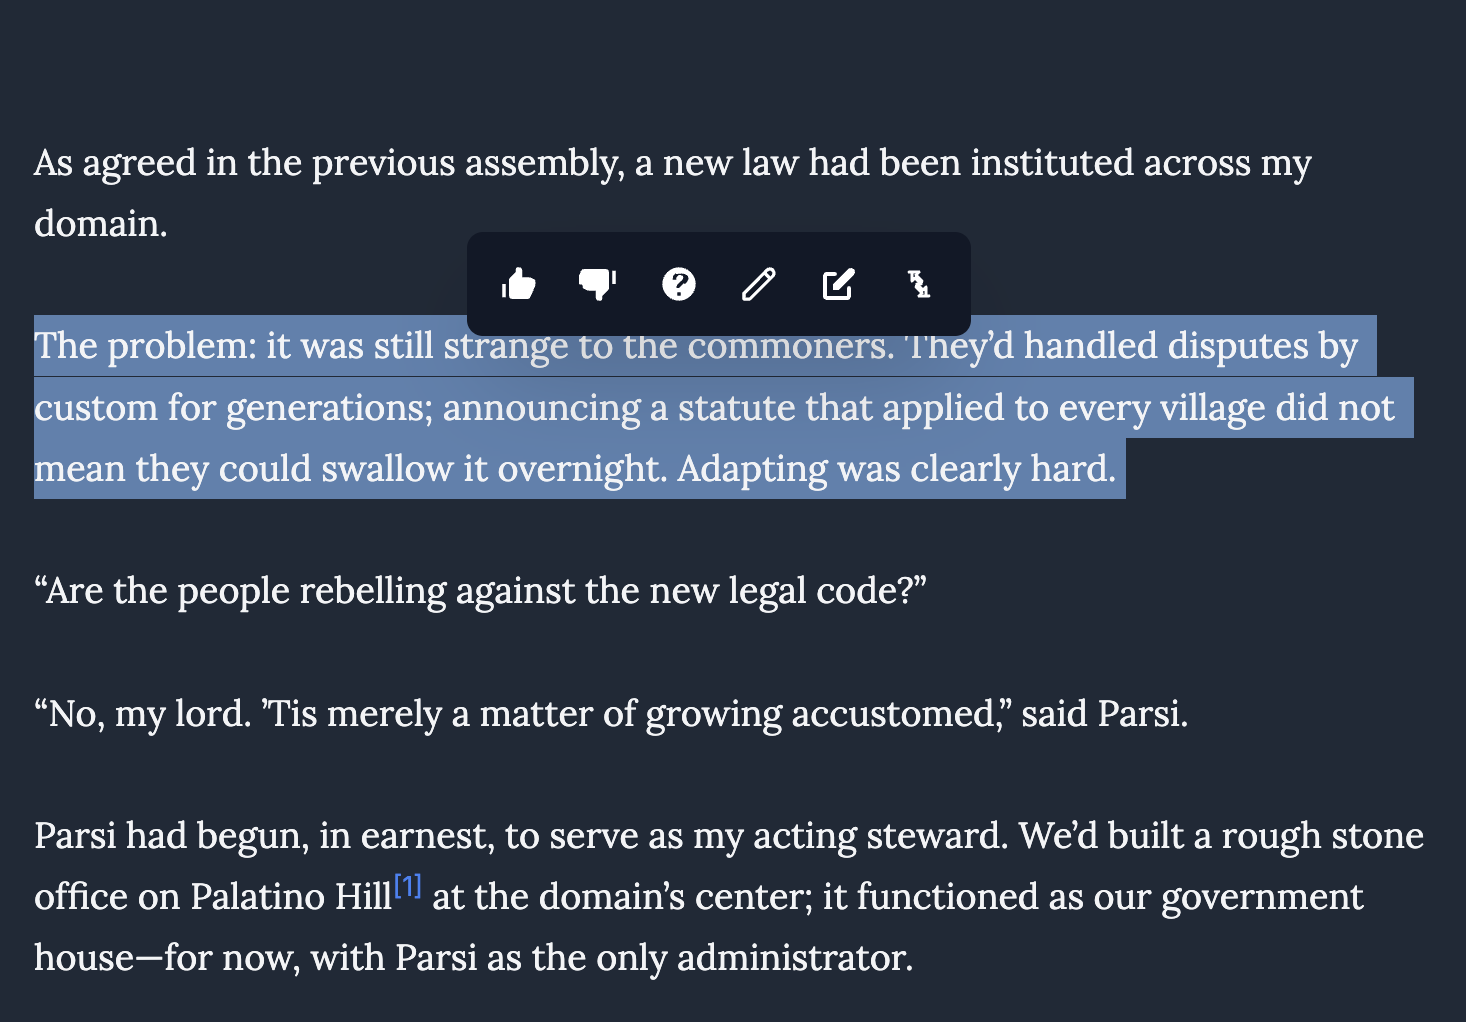 As agreed in the previous assembly, a new law had been instituted across my
domain.
The problem: it was still strange to the commoners. They’d handled disputes by
custom for generations; announcing a statute that applied to every village did not
mean they could swallow it overnight. Adapting was clearly hard.
“Are the people rebelling against the new legal code?”
“No, my lord. ’Tis merely a matter of growing accustomed,” said Parsi.
Parsi had begun, in earnest, to serve as my acting steward. We’d built a rough stone
office on Palatino Hill[1] at the domain’s center; it functioned as our government
house—for now, with Parsi as the only administrator.